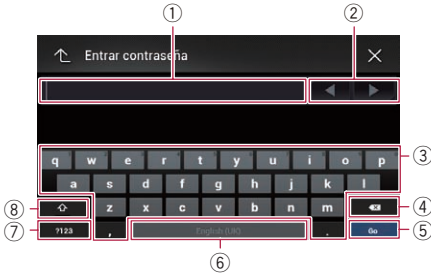 ① ②
Entrar contraseña
q w e r t y u i o p ③
a s d f g h j k l
⑧ z x c v b n m ④
⑦ ?123 , English (UK) . Go ⑤
⑥